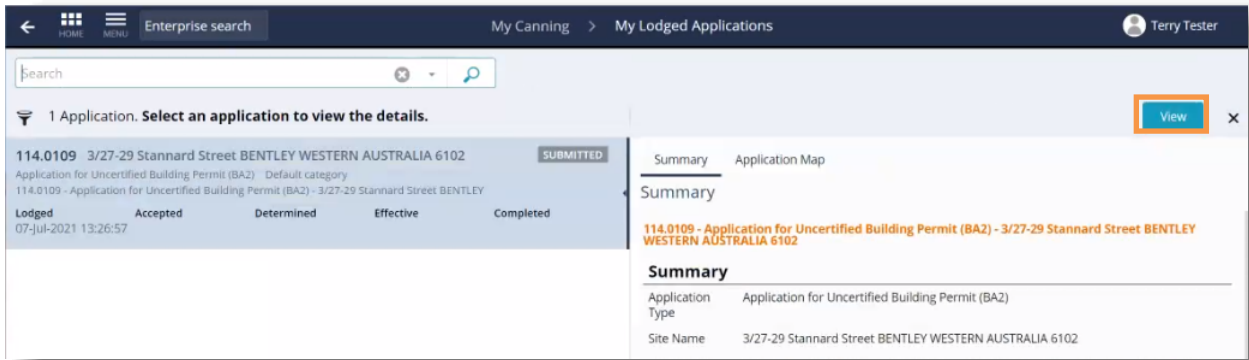 HOME
MENU
Enterprise search
My Canning > My Lodged Applications
Terry Tester
Search
1 Application. Select an application to view the details.
View
114.0109 3/27-29 Stannard Street BENTLEY WESTERN AUSTRALIA 6102
SUBMITTED
Application for Uncertified Building Permit (BA2) Default category
114.0109 - Application for Uncertified Building Permit (BA2) - 3/27-29 Stannard Street BENTLEY
Lodged Accepted Determined Effective Completed
07-Jul-2021 13:26:57
Summary Application Map
Summary
114.0109 - Application for Uncertified Building Permit (BA2) - 3/27-29 Stannard Street BENTLEY
WESTERN AUSTRALIA 6102
Summary
Application Application for Uncertified Building Permit (BA2)
Type
Site Name 3/27-29 Stannard Street BENTLEY WESTERN AUSTRALIA 6102